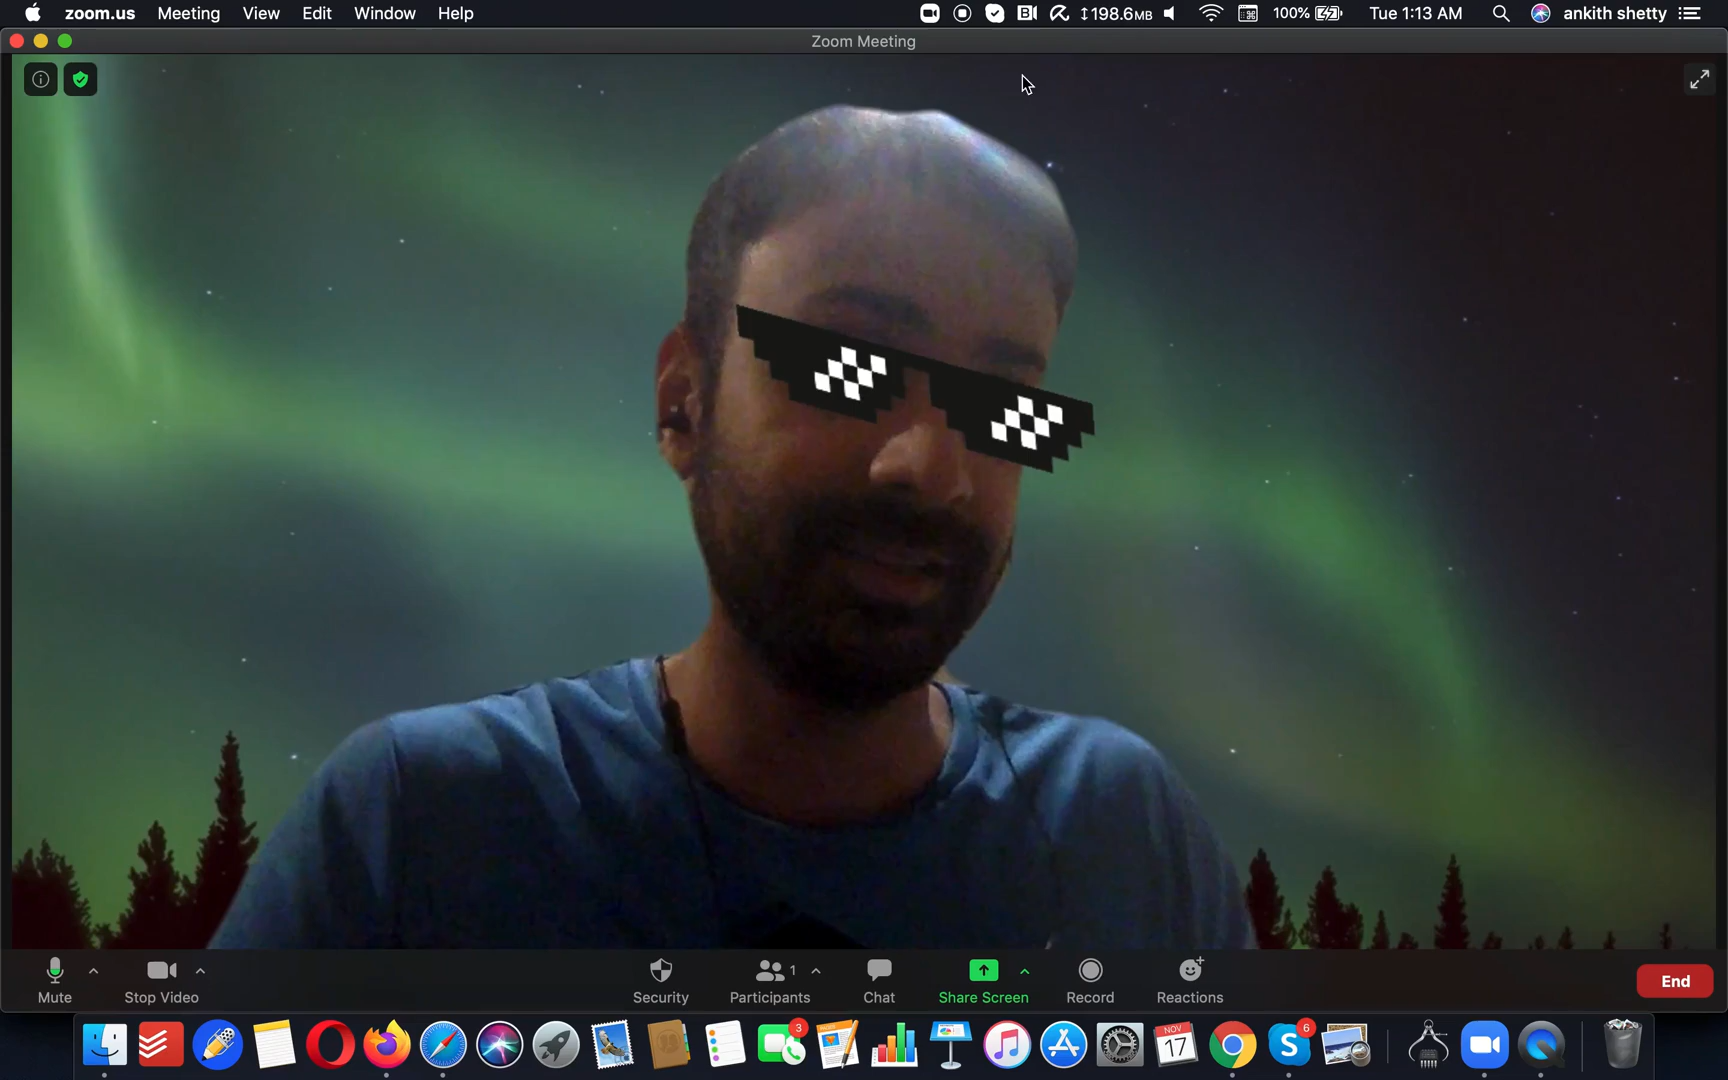 zoom.us Meeting View Edit Window Help 198.6MB 100% Tue 1:13 AM ankith shetty
Zoom Meeting
1
Mute Stop Video Security Participants Chat Share Screen Record Reactions End
3 NOV 17 6